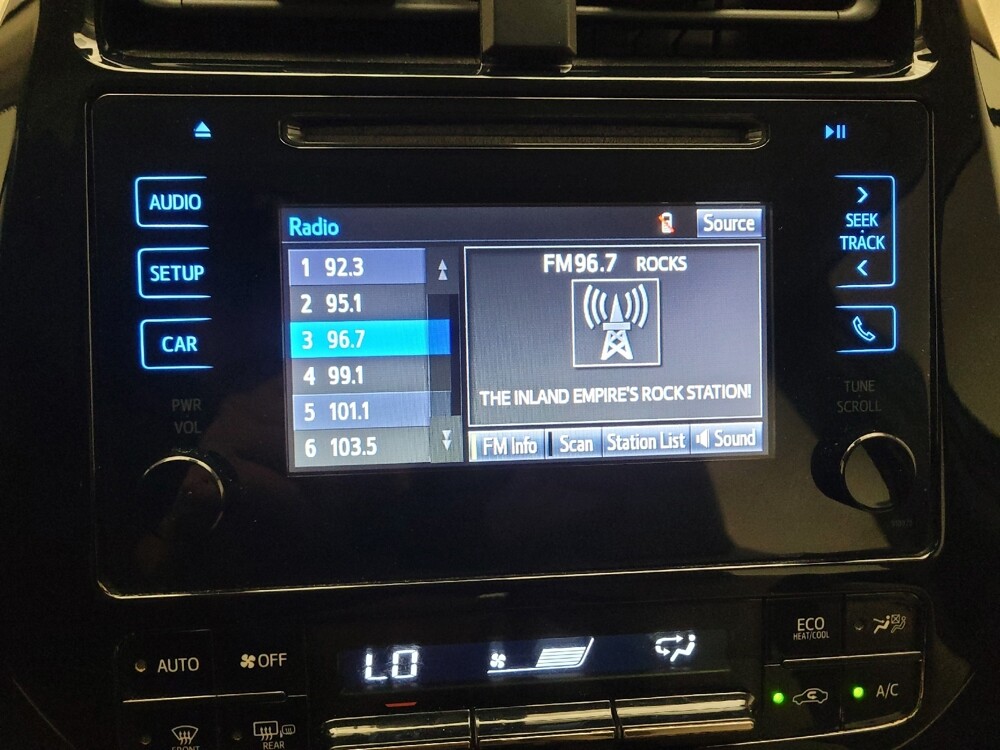 AUDIO
SETUP
CAR
PWR
VOL
Radio
Source
1 92.3
2 95.1
3 96.7
4 99.1
5 101.1
6 103.5
FM96.7 ROCKS
THE INLAND EMPIRE'S ROCK STATION!
FM Info
Scan
Station List
Sound
SEEK
TRACK
TUNE
SCROLL
AUTO
OFF
LO
ECO
HEAT/COOL
A/C
FRONT
REAR